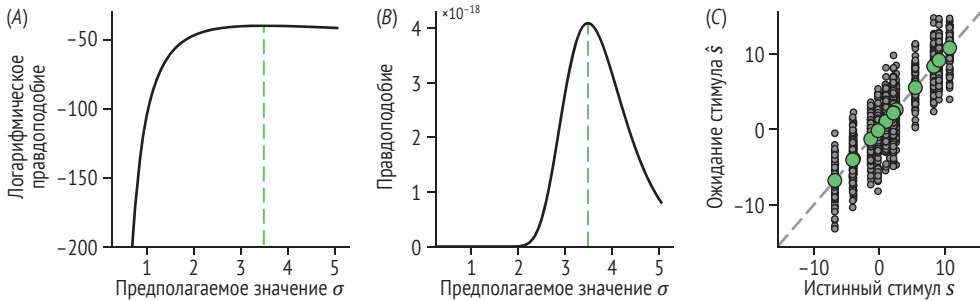 (A)
Логарифмическое
правдоподобие
−50
−100
−150
−200
1 2 3 4 5
Предполагаемое значение σ
(B)
×10⁻¹⁸
Правдоподобие
4
3
2
1
0
1 2 3 4 5
Предполагаемое значение σ
(C)
Ожидание стимула ŝ
10
0
−10
−10 0 10
Истинный стимул s